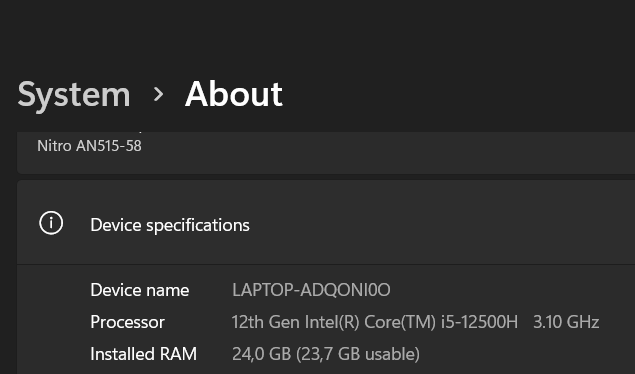 System > About
Nitro AN515-58
Device specifications
Device name LAPTOP-ADQONI0O
Processor 12th Gen Intel(R) Core(TM) i5-12500H 3.10 GHz
Installed RAM 24,0 GB (23,7 GB usable)